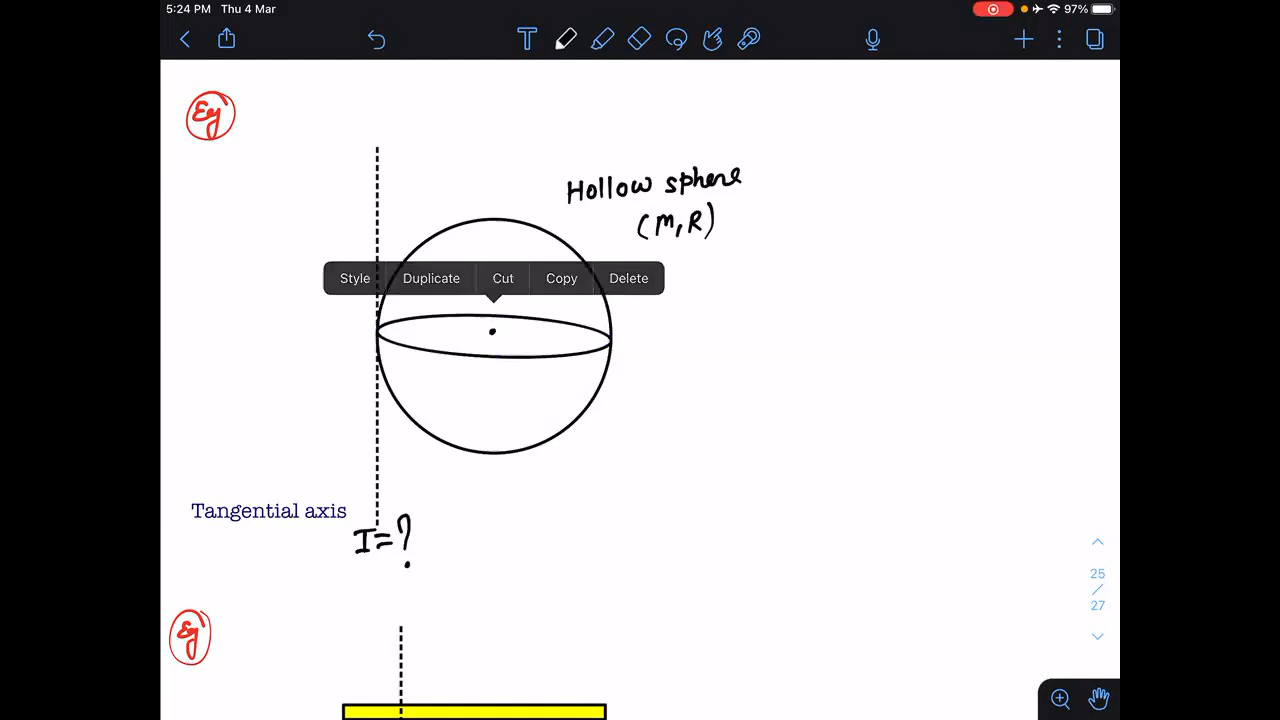 5:24 PM Thu 4 Mar
97%
T
Eg
Hollow sphere
(M,R)
Style Duplicate Cut Copy Delete
Tangential axis
I=?
25
/
27
Eg